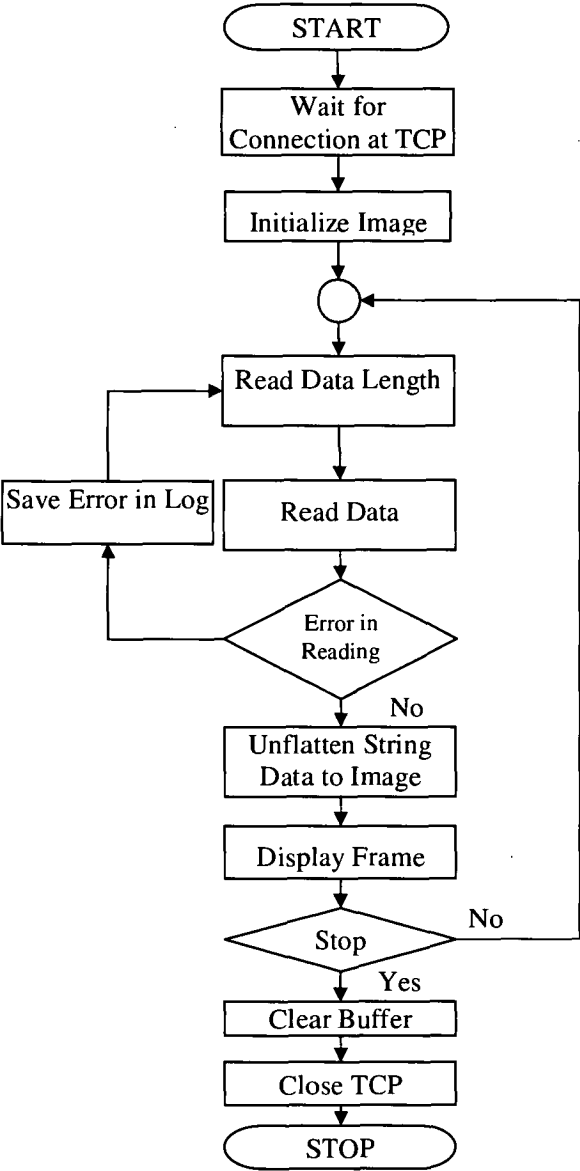 START
Wait for
Connection at TCP
Initialize Image
Read Data Length
Save Error in Log
Read Data
Error in
Reading
No
Unflatten String
Data to Image
Display Frame
Stop
No
Yes
Clear Buffer
Close TCP
STOP